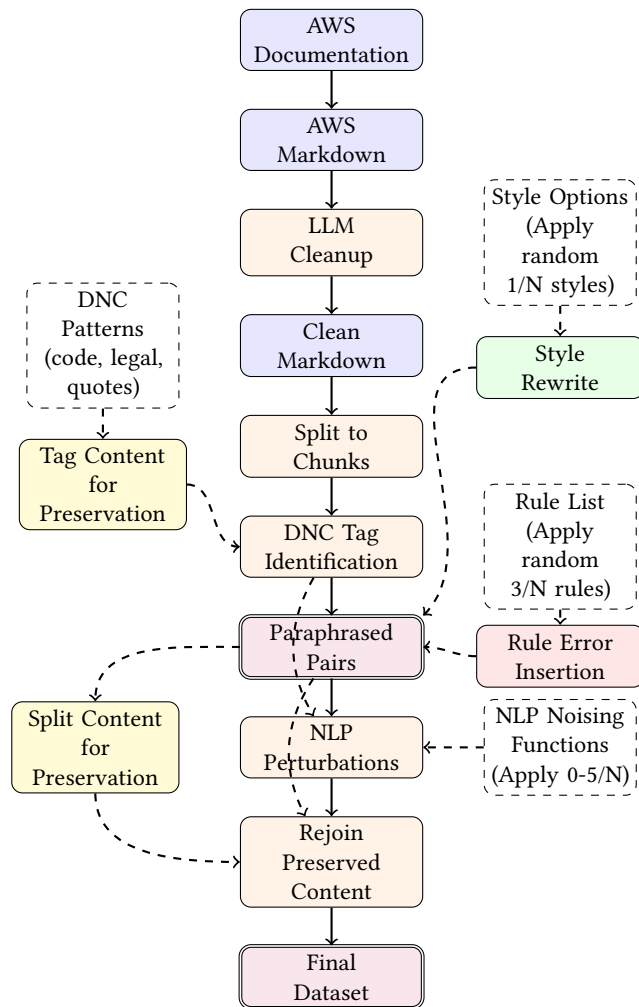 AWS
Documentation
AWS
Markdown
Style Options
(Apply
random
1/N styles)
LLM
Cleanup
DNC
Patterns
(code, legal,
quotes)
Clean
Markdown
Style
Rewrite
Split to
Chunks
Tag Content
for
Preservation
Rule List
(Apply
random
3/N rules)
DNC Tag
Identification
Paraphrased
Pairs
Rule Error
Insertion
Split Content
for
Preservation
NLP
Perturbations
NLP Noising
Functions
(Apply 0-5/N)
Rejoin
Preserved
Content
Final
Dataset